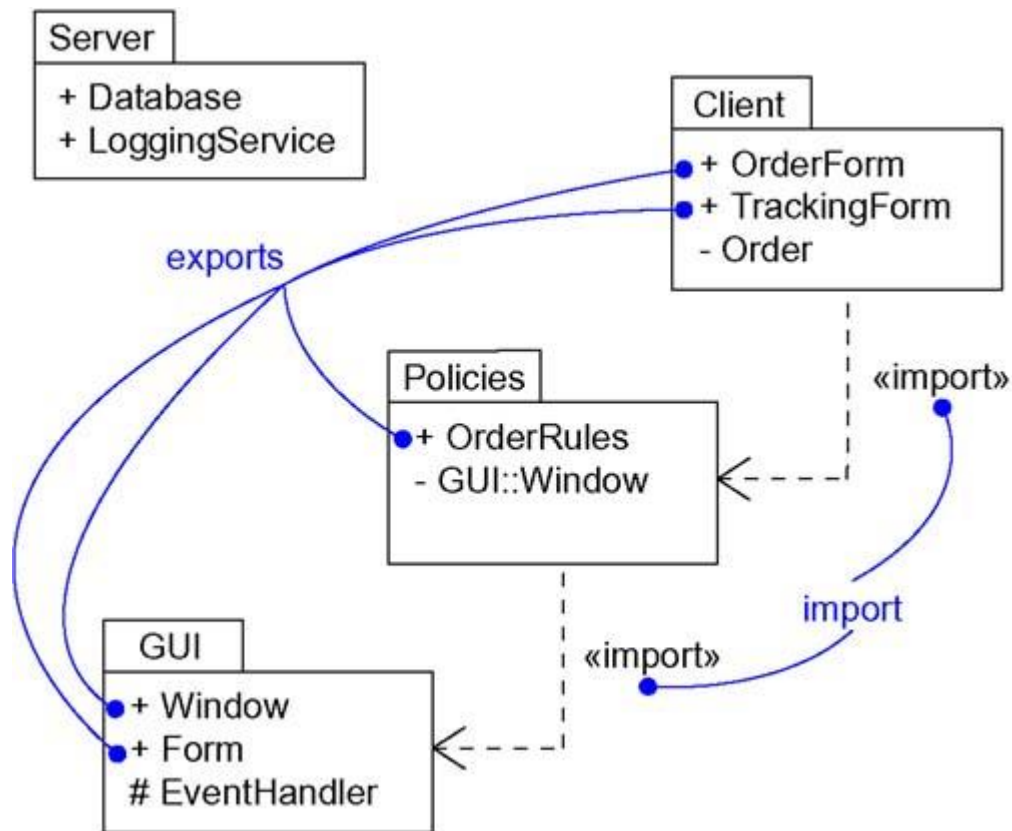 Server
+ Database
+ LoggingService
Client
+ OrderForm
+ TrackingForm
- Order
exports
Policies
+ OrderRules
- GUI::Window
«import»
import
«import»
GUI
+ Window
+ Form
# EventHandler